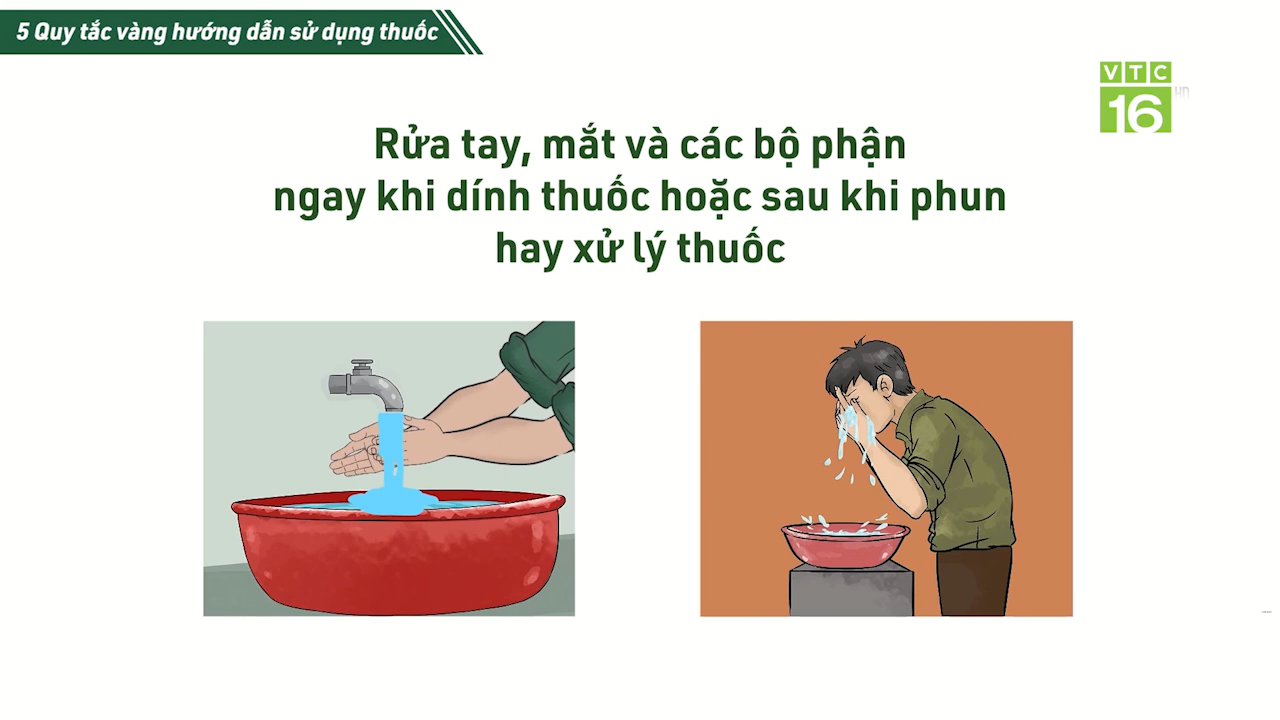 5 Quy tắc vàng hướng dẫn sử dụng thuốc
VTC
16
Rửa tay, mắt và các bộ phận
ngay khi dính thuốc hoặc sau khi phun
hay xử lý thuốc